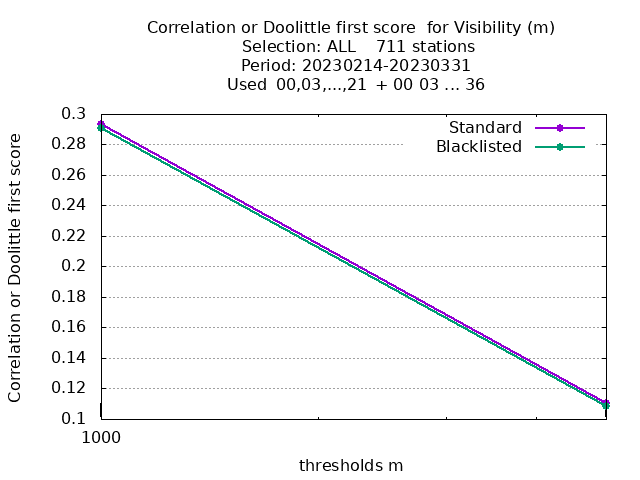 Correlation or Doolittle first score  for Visibility (m)
Selection: ALL    711 stations
Period: 20230214-20230331
Used  00,03,...,21  + 00 03 ... 36
Correlation or Doolittle first score
0.3
0.28
0.26
0.24
0.22
0.2
0.18
0.16
0.14
0.12
0.1
Standard
Blacklisted
1000
thresholds m